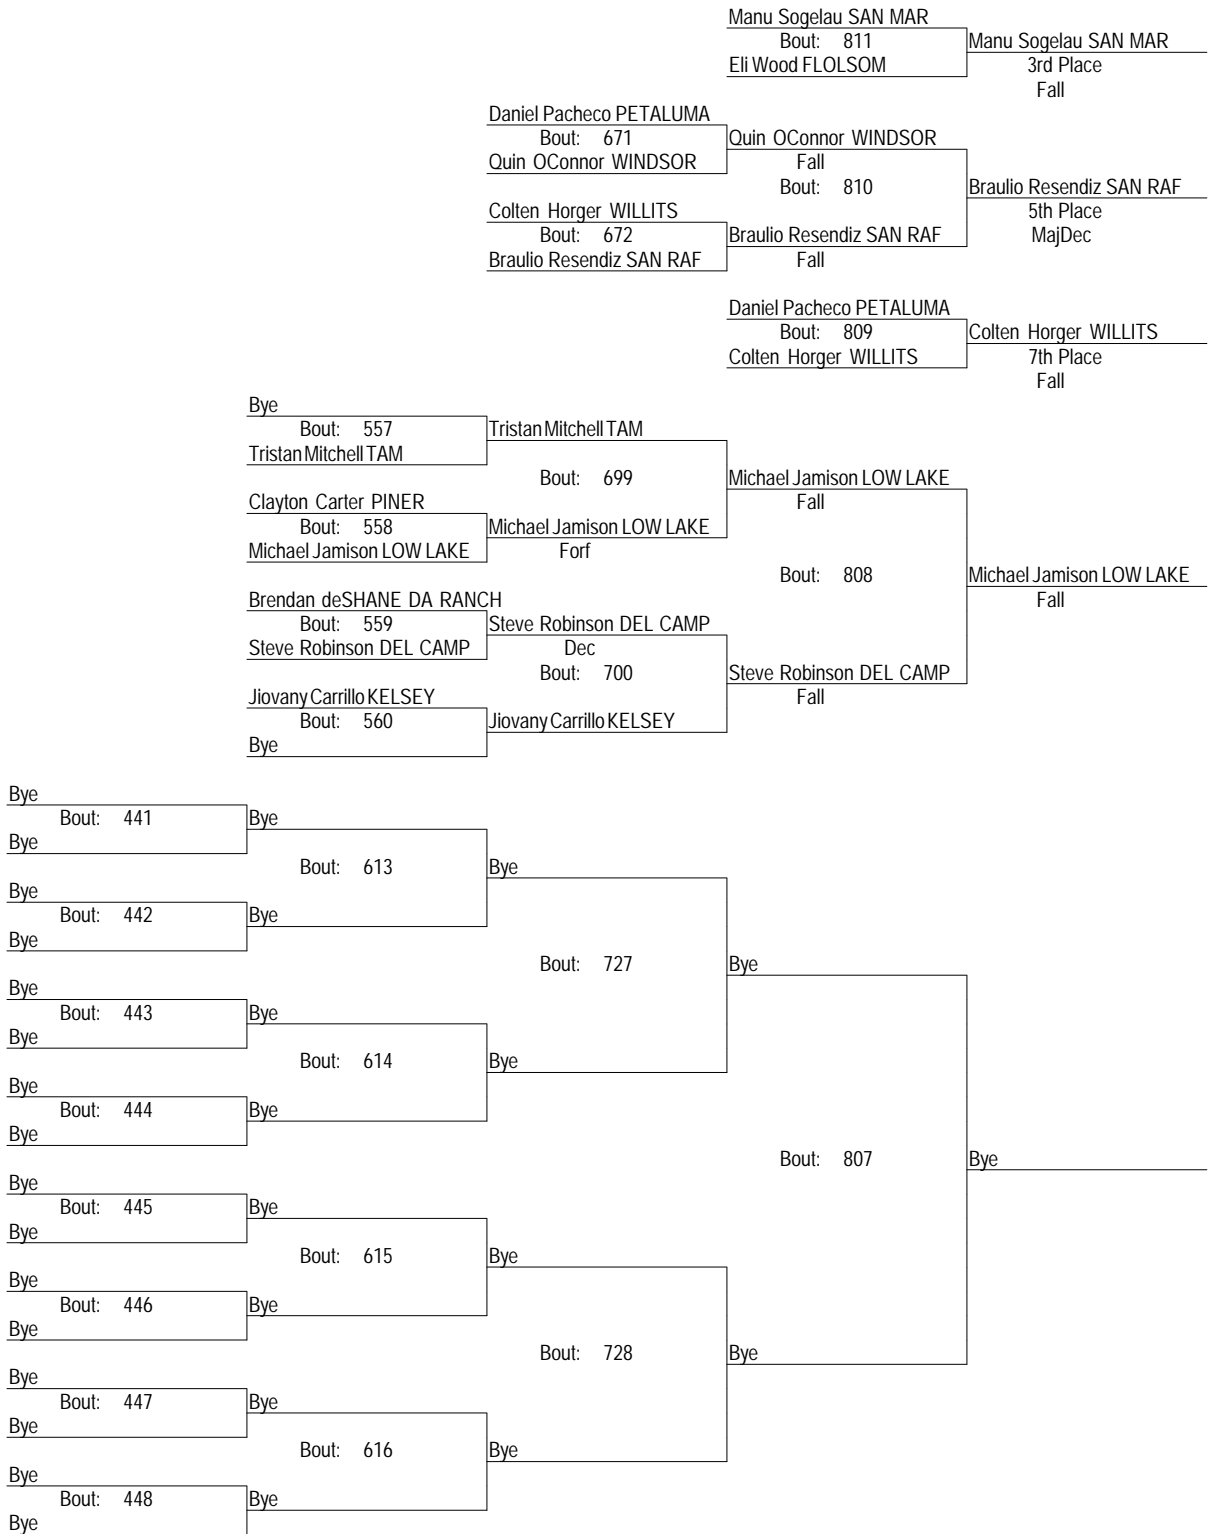 Manu Sogelau SAN MAR
Bout: 811
Manu Sogelau SAN MAR
Eli Wood FLOLSOM
3rd Place
Fall
Daniel Pacheco PETALUMA
Bout: 671
Quin OConnor WINDSOR
Quin OConnor WINDSOR
Fall
Bout: 810
Braulio Resendiz SAN RAF
Colten Horger WILLITS
5th Place
Bout: 672
Braulio Resendiz SAN RAF
MajDec
Braulio Resendiz SAN RAF
Fall
Daniel Pacheco PETALUMA
Bout: 809
Colten Horger WILLITS
Colten Horger WILLITS
7th Place
Fall
Bye
Bout: 557
Tristan Mitchell TAM
Tristan Mitchell TAM
Bout: 699
Michael Jamison LOW LAKE
Clayton Carter PINER
Fall
Bout: 558
Michael Jamison LOW LAKE
Michael Jamison LOW LAKE
Forf
Bout: 808
Michael Jamison LOW LAKE
Brendan deSHANE DA RANCH
Fall
Bout: 559
Steve Robinson DEL CAMP
Steve Robinson DEL CAMP
Dec
Bout: 700
Steve Robinson DEL CAMP
Jiovany Carrillo KELSEY
Fall
Bout: 560
Jiovany Carrillo KELSEY
Bye
Bye
Bout: 441
Bye
Bye
Bout: 613
Bye
Bye
Bout: 442
Bye
Bye
Bout: 727
Bye
Bye
Bout: 443
Bye
Bye
Bout: 614
Bye
Bye
Bout: 444
Bye
Bye
Bout: 807
Bye
Bye
Bout: 445
Bye
Bye
Bout: 615
Bye
Bye
Bout: 446
Bye
Bye
Bout: 728
Bye
Bye
Bout: 447
Bye
Bye
Bout: 616
Bye
Bye
Bout: 448
Bye
Bye